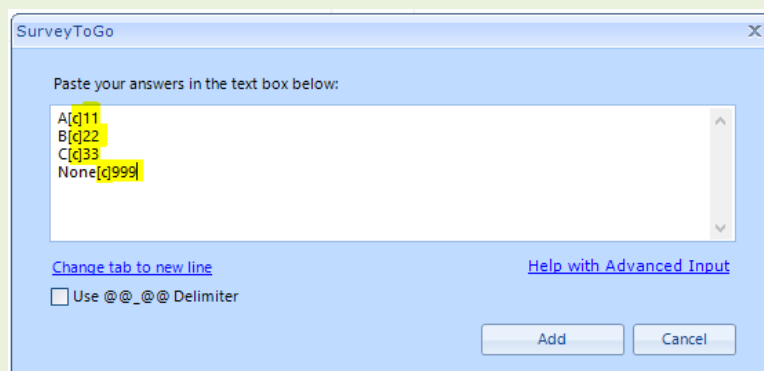 SurveyToGo
Paste your answers in the text box below:
A[c]11
B[c]22
C[c]33
None[c]999
Change tab to new line
Help with Advanced Input
Use @@_@@ Delimiter
Add
Cancel